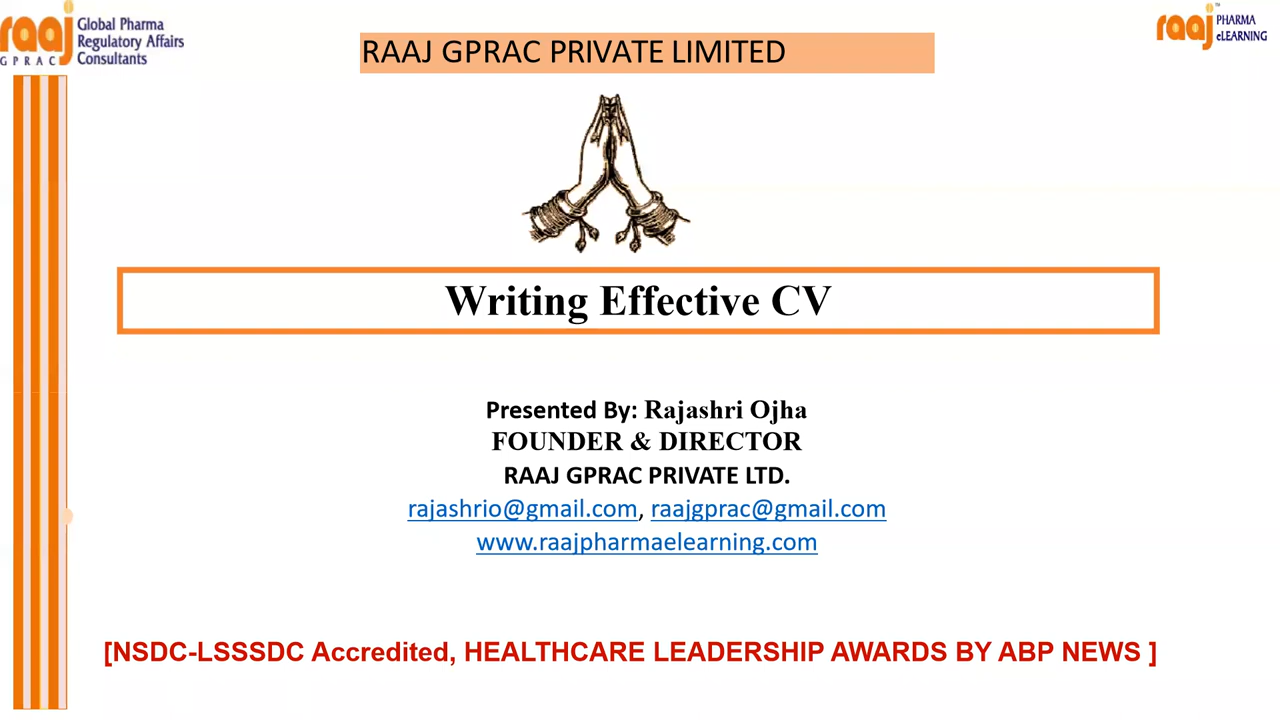 raaj Global Pharma
Regulatory Affairs
Consultants
GPRAC
RAAJ GPRAC PRIVATE LIMITED
raaj PHARMA
eLEARNING
Writing Effective CV
Presented By: Rajashri Ojha
FOUNDER & DIRECTOR
RAAJ GPRAC PRIVATE LTD.
rajashrio@gmail.com, raajgprac@gmail.com
www.raajpharmaelearning.com
[NSDC-LSSSDC Accredited, HEALTHCARE LEADERSHIP AWARDS BY ABP NEWS ]